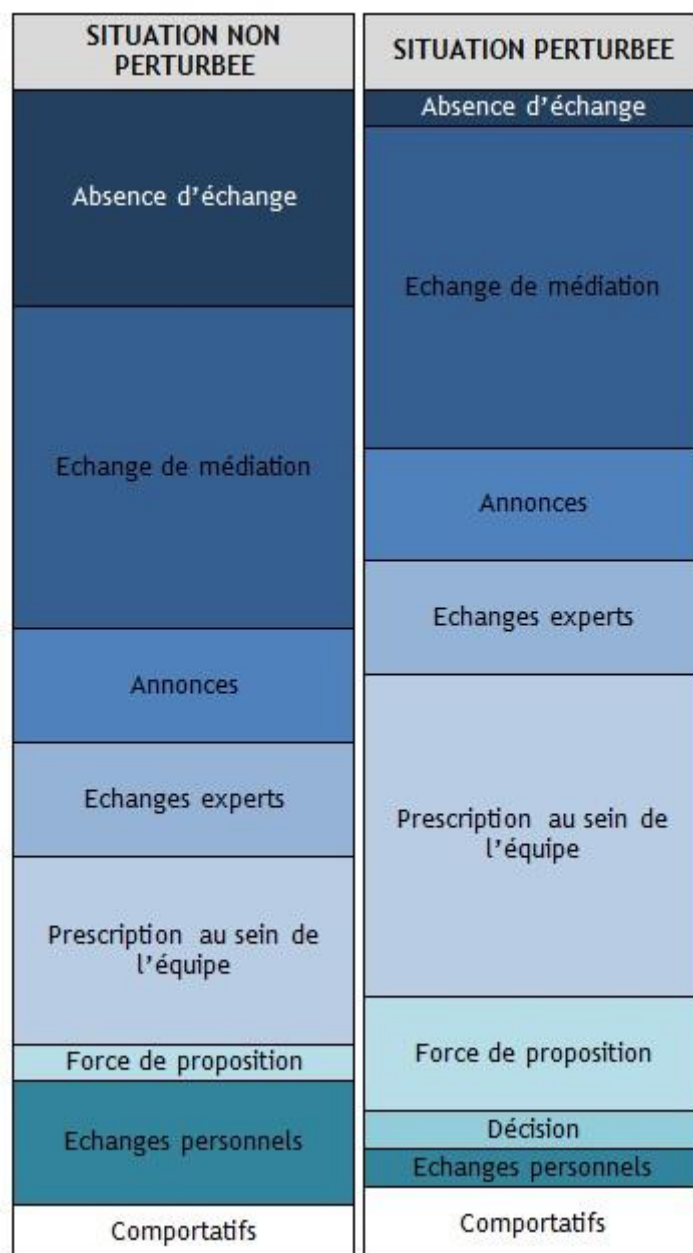 SITUATION NON
PERTURBEE
Absence d'échange
Echange de médiation
Annonces
Echanges experts
Prescription au sein de
l'équipe
Force de proposition
Echanges personnels
Comportatifs
SITUATION PERTURBEE
Absence d'échange
Echange de médiation
Annonces
Echanges experts
Prescription au sein de
l'équipe
Force de proposition
Décision
Echanges personnels
Comportatifs